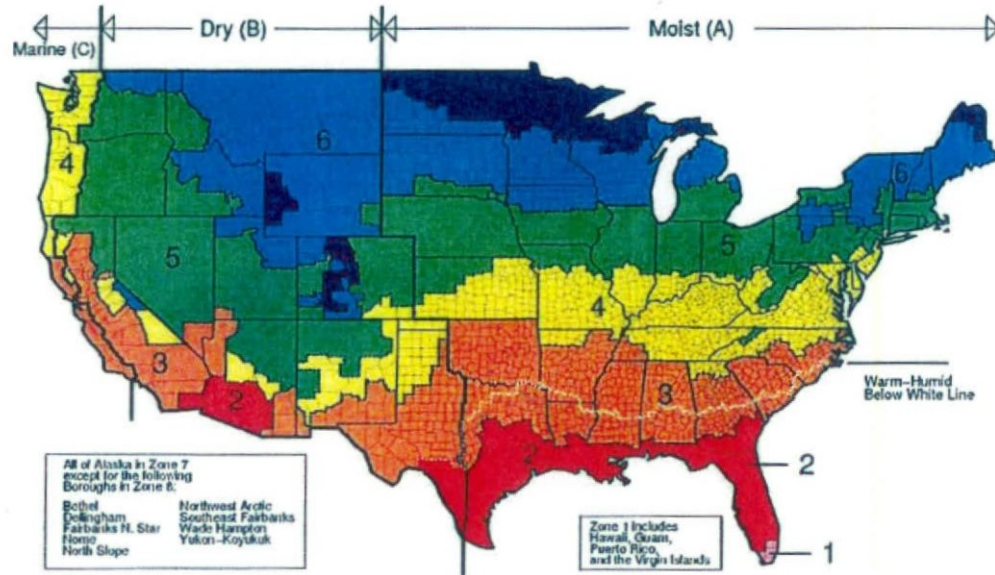 Marine (C)
Dry (B)
Moist (A)
6
6
4
5
5
4
3
3
2
2
Warm-Humid
Below White Line
2
1
All of Alaska in Zone 7
except for the following
Boroughs in Zone 8:
Bethel
Northwest Arctic
Dellingham
Southeast Fairbanks
Fairbanks N. Star
Wade Hampton
Nome
Yukon-Koyukuk
North Slope
Zone 1 Includes
Hawaii, Guam,
Puerto Rico,
and the Virgin Islands